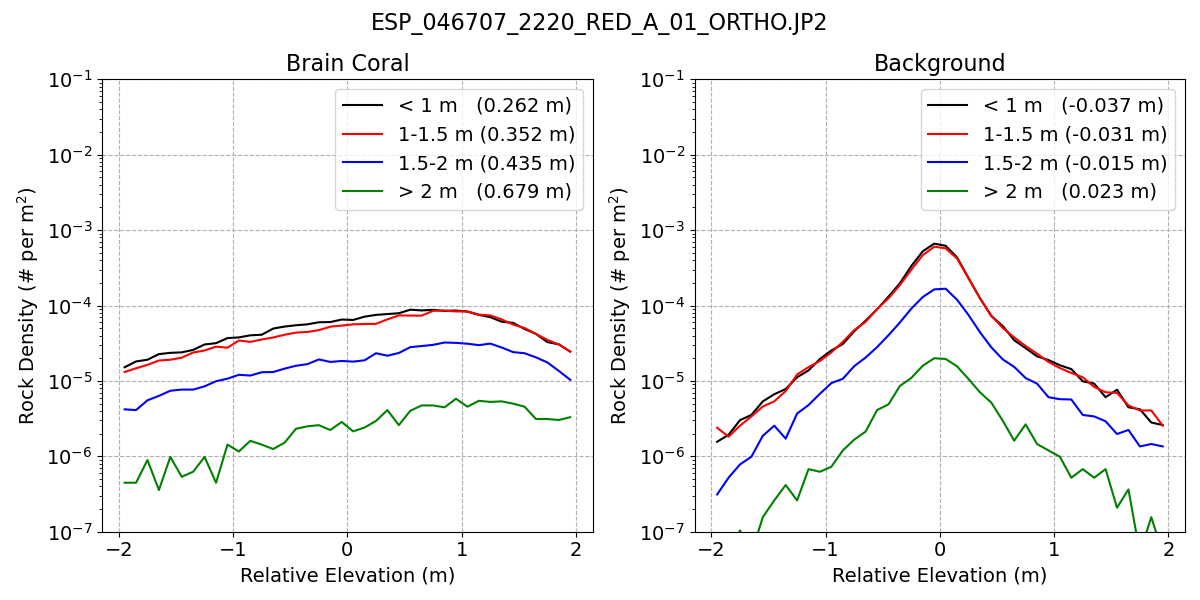 ESP_046707_2220_RED_A_01_ORTHO.JP2
Brain Coral
10⁻¹
10⁻²
10⁻³
10⁻⁴
10⁻⁵
10⁻⁶
10⁻⁷
Rock Density (# per m²)
< 1 m (0.262 m)
1-1.5 m (0.352 m)
1.5-2 m (0.435 m)
> 2 m (0.679 m)
−2 −1 0 1 2
Relative Elevation (m)
Background
10⁻¹
10⁻²
10⁻³
10⁻⁴
10⁻⁵
10⁻⁶
10⁻⁷
Rock Density (# per m²)
< 1 m (-0.037 m)
1-1.5 m (-0.031 m)
1.5-2 m (-0.015 m)
> 2 m (0.023 m)
−2 −1 0 1 2
Relative Elevation (m)